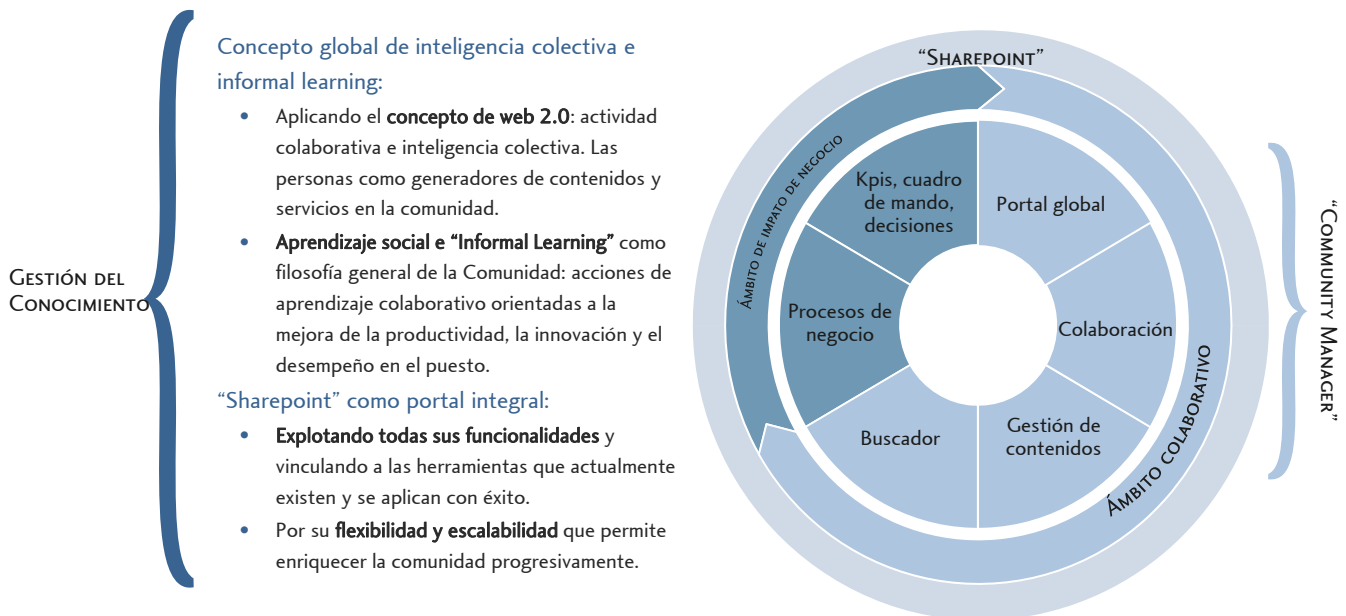 GESTIÓN DEL
CONOCIMIENTO
Concepto global de inteligencia colectiva e
informal learning:
• Aplicando el concepto de web 2.0: actividad
colaborativa e inteligencia colectiva. Las
personas como generadores de contenidos y
servicios en la comunidad.
• Aprendizaje social e “Informal Learning” como
filosofía general de la Comunidad: acciones de
aprendizaje colaborativo orientadas a la
mejora de la productividad, la innovación y el
desempeño en el puesto.
“Sharepoint” como portal integral:
• Explotando todas sus funcionalidades y
vinculando a las herramientas que actualmente
existen y se aplican con éxito.
• Por su flexibilidad y escalabilidad que permite
enriquecer la comunidad progresivamente.
“SHAREPOINT”
ÁMBITO DE IMPATO DE NEGOCIO
Kpis, cuadro
de mando,
decisiones
Portal global
Procesos de
negocio
Colaboración
Buscador
Gestión de
contenidos
ÁMBITO COLABORATIVO
“COMMUNITY MANAGER”